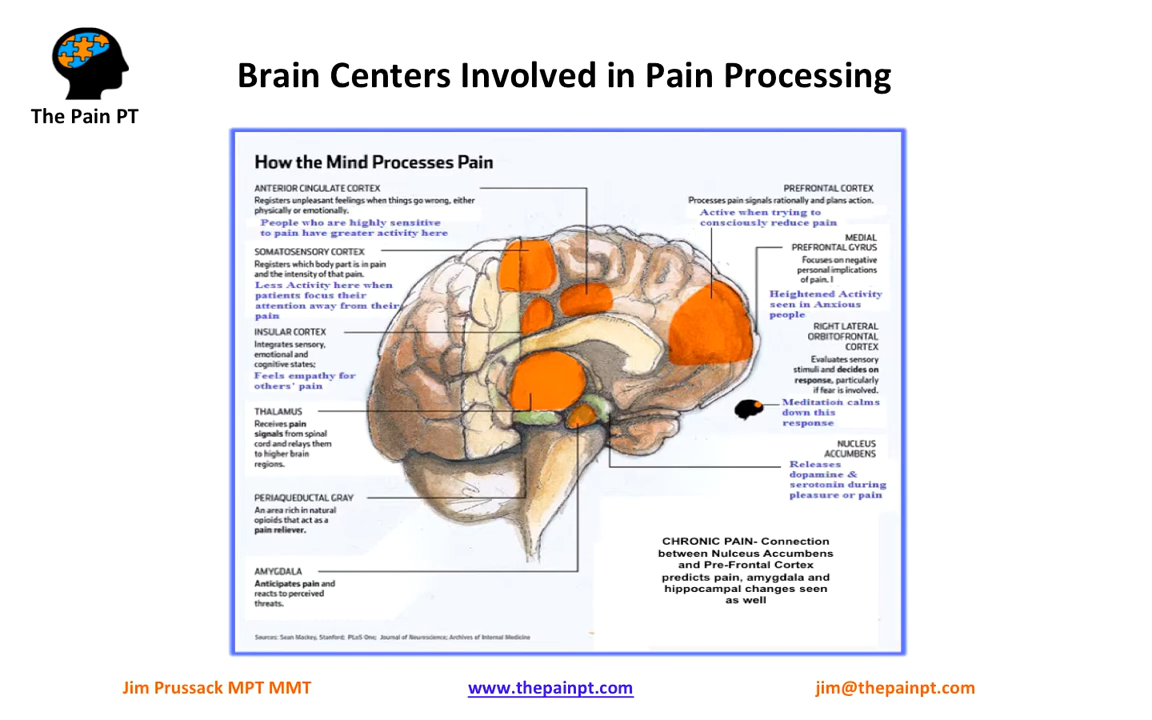 The Pain PT
Brain Centers Involved in Pain Processing
How the Mind Processes Pain
ANTERIOR CINGULATE CORTEX
Registers unpleasant feelings when things go wrong, either
physically or emotionally.
People who are highly sensitive
to pain have greater activity here
SOMATOSENSORY CORTEX
Registers which body part is in pain
and the intensity of that pain.
Less Activity here when
patients focus their
attention away from their
pain
INSULAR CORTEX
Integrates sensory,
emotional and
cognitive states;
Feels empathy for
others' pain
THALAMUS
Receives pain
signals from spinal
cord and relays them
to higher brain
regions.
PERIAQUEDUCTAL GRAY
An area rich in natural
opioids that act as a
pain reliever.
AMYGDALA
Anticipates pain and
reacts to perceived
threats.
PREFRONTAL CORTEX
Processes pain signals rationally and plans action.
Active when trying to
consciously reduce pain
MEDIAL
PREFRONTAL GYRUS
Focuses on negative
personal implications
of pain. I
Heightened Activity
seen in Anxious
people
RIGHT LATERAL
ORBITOFRONTAL
CORTEX
Evaluates sensory
stimuli and decides on
response, particularly
if fear is involved.
Meditation calms
down this
response
NUCLEUS
ACCUMBENS
Releases
dopamine &
serotonin during
pleasure or pain
CHRONIC PAIN- Connection
between Nulceus Accumbens
and Pre-Frontal Cortex
predicts pain, amygdala and
hippocampal changes seen
as well
Sources: Sean Mackey, Stanford; PLoS One; Journal of Neuroscience; Archives of Internal Medicine
Jim Prussack MPT MMT
www.thepainpt.com
jim@thepainpt.com